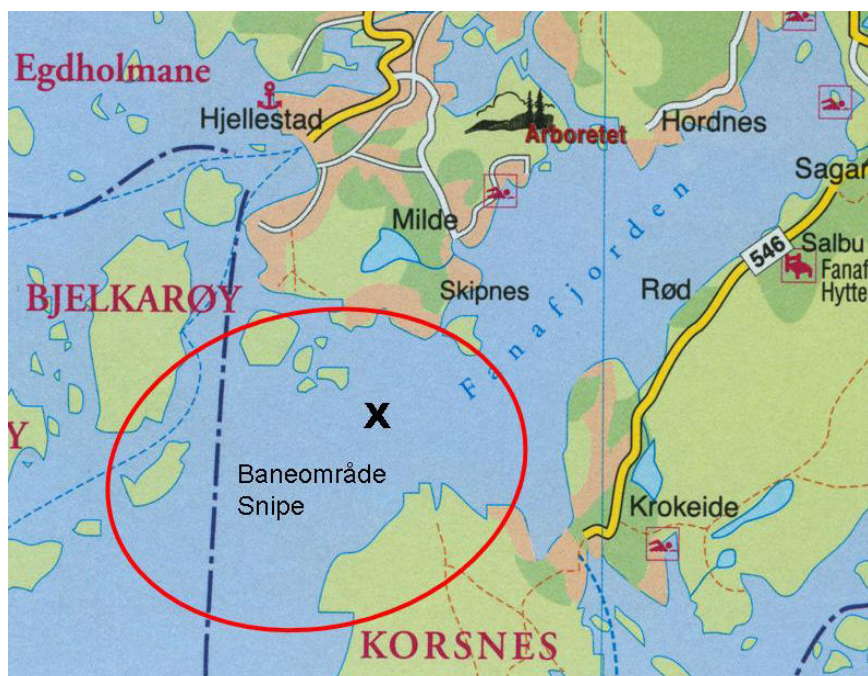 Egdholmane
Hjellestad
Arboretet
Hordnes
Sagar
Milde
546
Salbu
Fanaf
Hytte
BJELKARØY
Skipnes
Rød
Fanafjorden
X
Y
Baneområde
Snipe
Krokeide
KORSNES